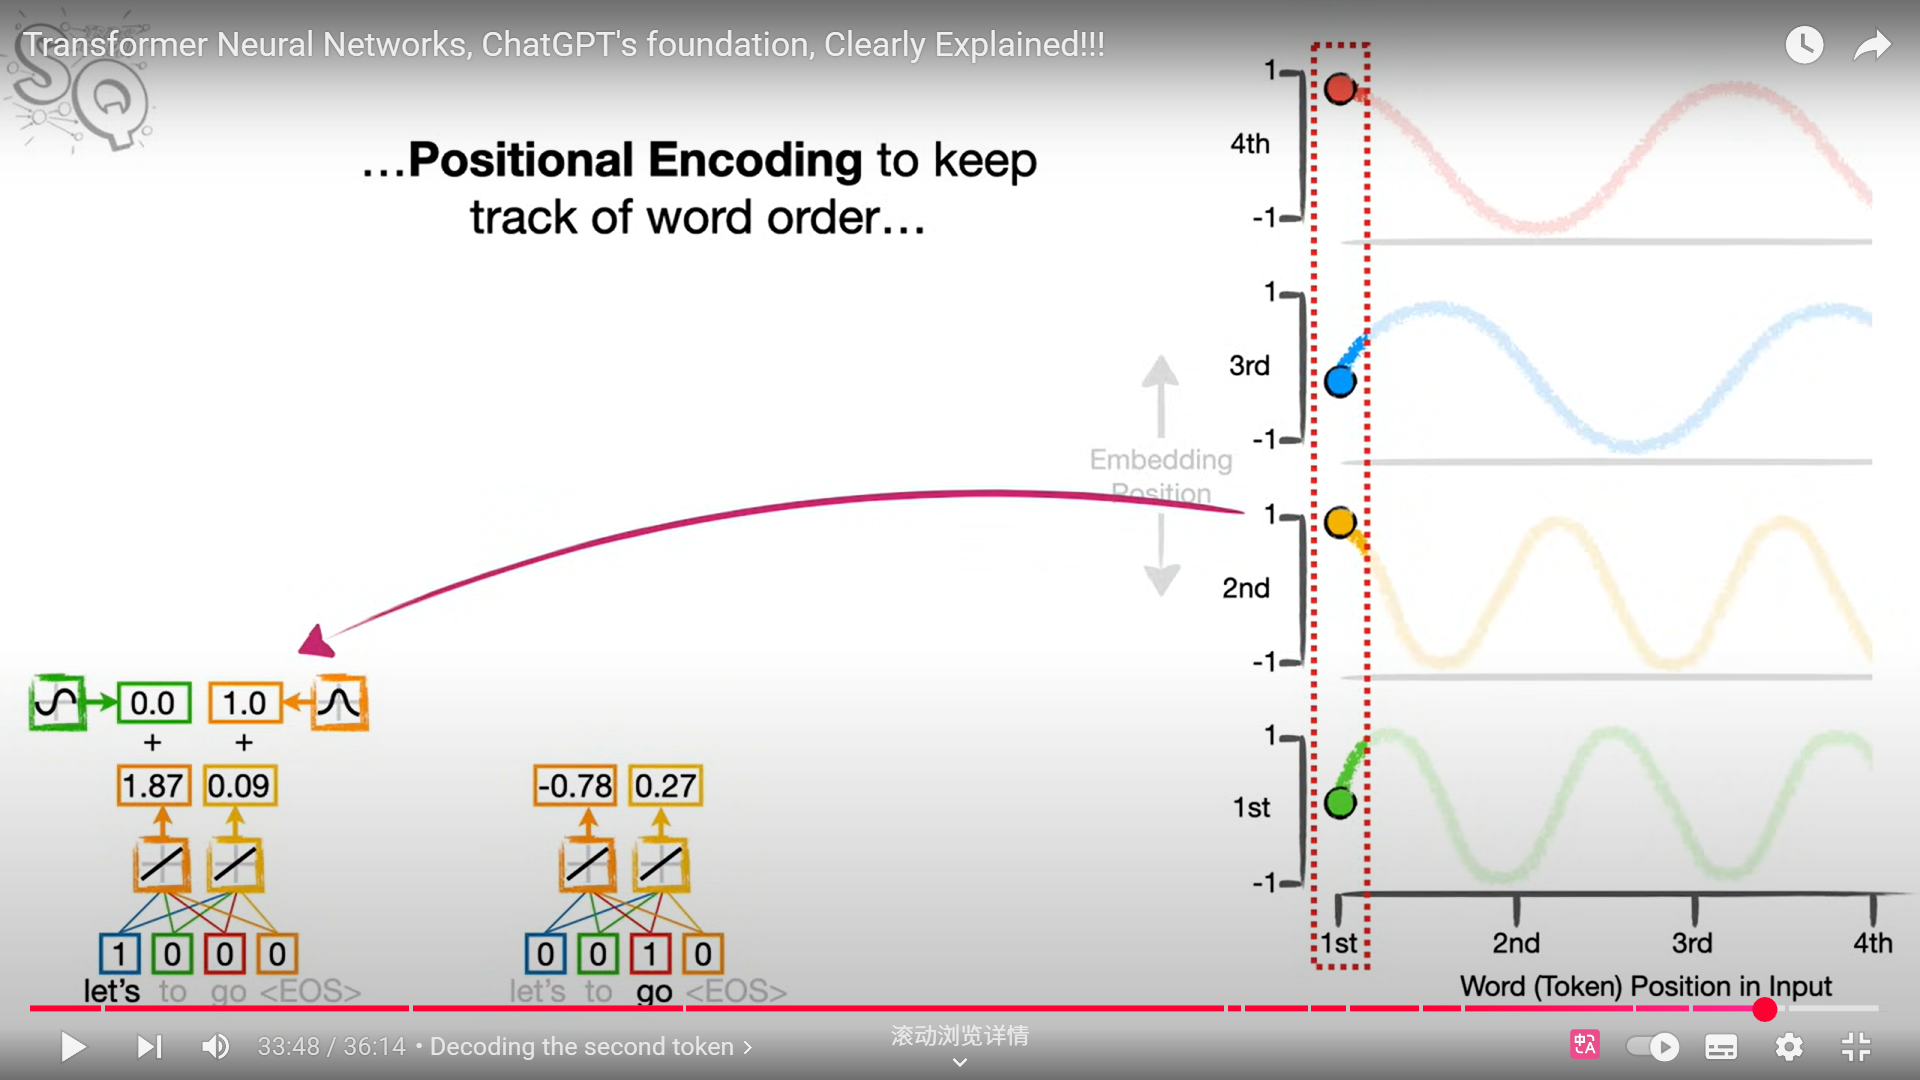 Transformer Neural Networks, ChatGPT's foundation, Clearly Explained!!!
SQ
...Positional Encoding to keep
track of word order...
1
4th
-1
1
3rd
-1
Embedding
Position
1
2nd
-1
1
1st
-1
1st 2nd 3rd 4th
Word (Token) Position in Input
0.0 1.0
+ +
1.87 0.09
-0.78 0.27
1 0 0 0
let's to go <EOS>
0 0 1 0
let's to go <EOS>
33:48 / 36:14 • Decoding the second token >
滚动浏览详情
中 A